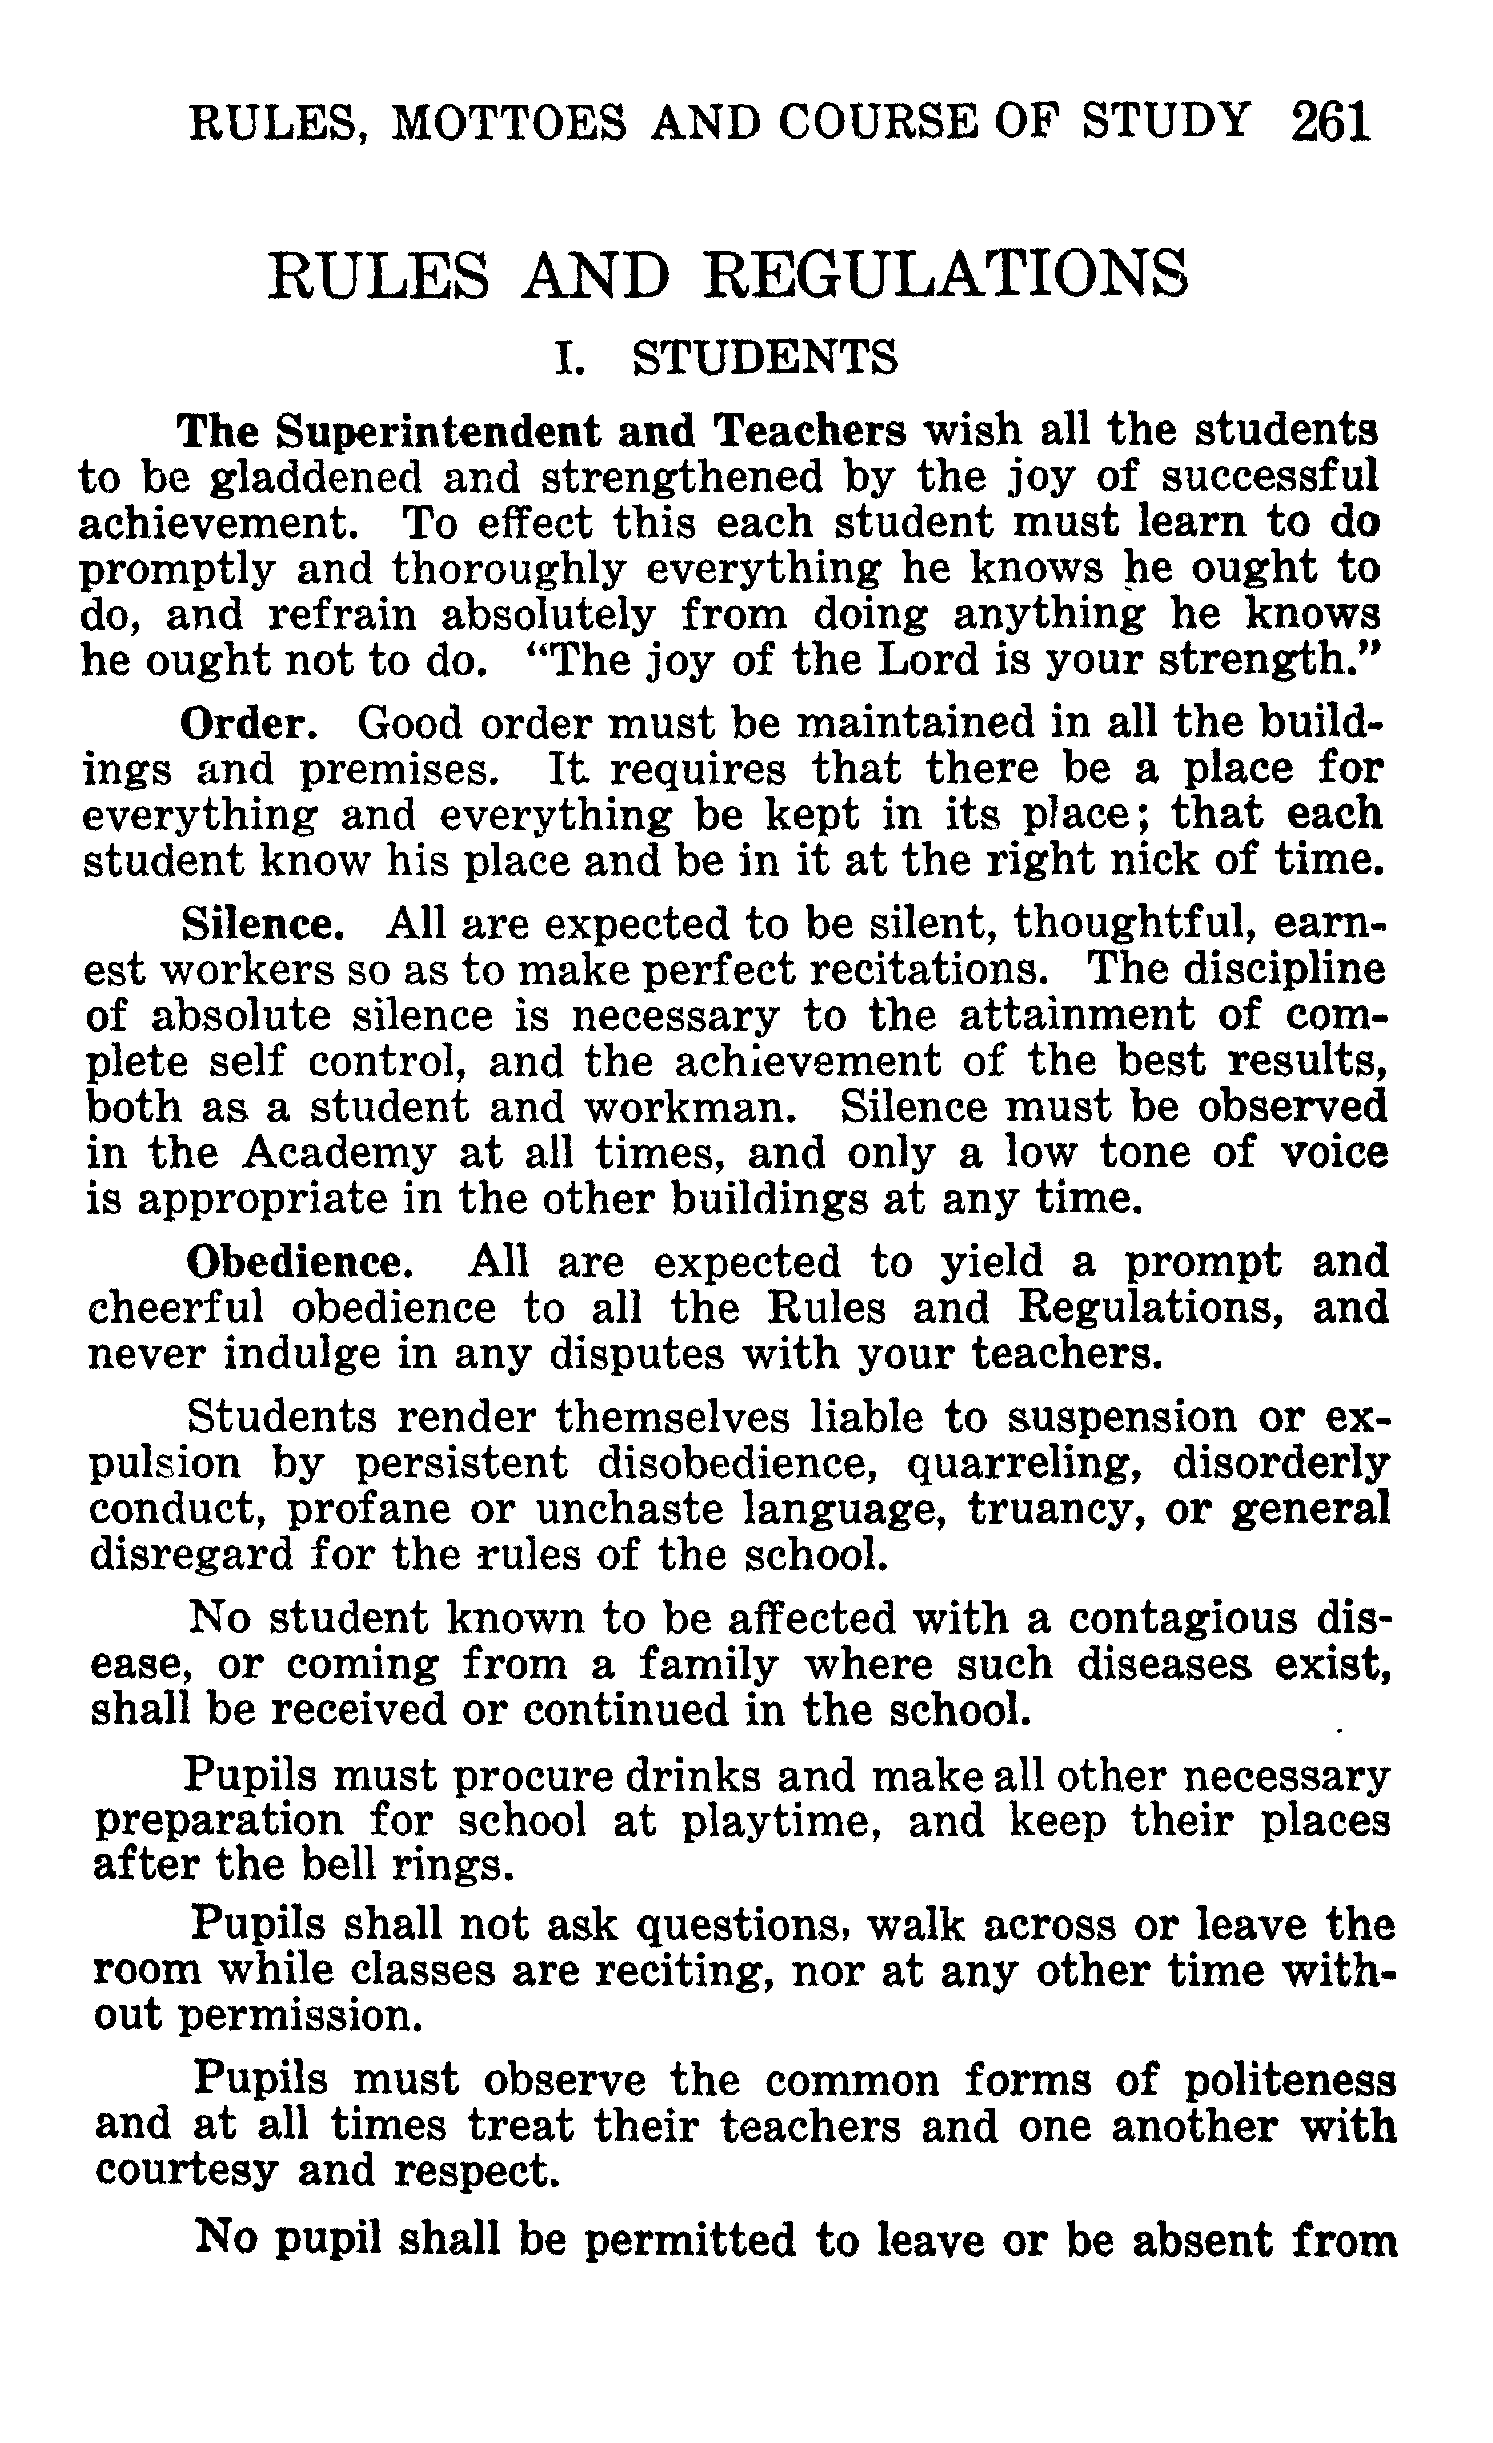 RULES, MOTTOES AND COURSE OF STUDY 261
RULES AND REGULATIONS
I. STUDENTS
The Superintendent and Teachers wish all the students
to be gladdened and strengthened by the joy of successful
achievement. To effect this each student must learn to do
promptly and thoroughly everything he knows he ought to
do, and refrain absolutely from doing anything he knows
he ought not to do. "The joy of the Lord is your strength."
Order. Good order must be maintained in all the build-
ings and premises. It requires that there be a place for
everything and everything be kept in its place; that each
student know his place and be in it at the right nick of time.
Silence. All are expected to be silent, thoughtful, earn-
est workers so as to make perfect recitations. The discipline
of absolute silence is necessary to the attainment of com-
plete self control, and the achievement of the best results,
both as a student and workman. Silence must be observed
in the Academy at all times, and only a low tone of voice
is appropriate in the other buildings at any time.
Obedience. All are expected to yield a prompt and
cheerful obedience to all the Rules and Regulations, and
never indulge in any disputes with your teachers.
Students render themselves liable to suspension or ex-
pulsion by persistent disobedience, quarreling, disorderly
conduct, profane or unchaste language, truancy, or general
disregard for the rules of the school.
No student known to be affected with a contagious dis-
ease, or coming from a family where such diseases exist,
shall be received or continued in the school.
Pupils must procure drinks and make all other necessary
preparation for school at playtime, and keep their places
after the bell rings.
Pupils shall not ask questions, walk across or leave the
room while classes are reciting, nor at any other time with-
out permission.
Pupils must observe the common forms of politeness
and at all times treat their teachers and one another with
courtesy and respect.
No pupil shall be permitted to leave or be absent from